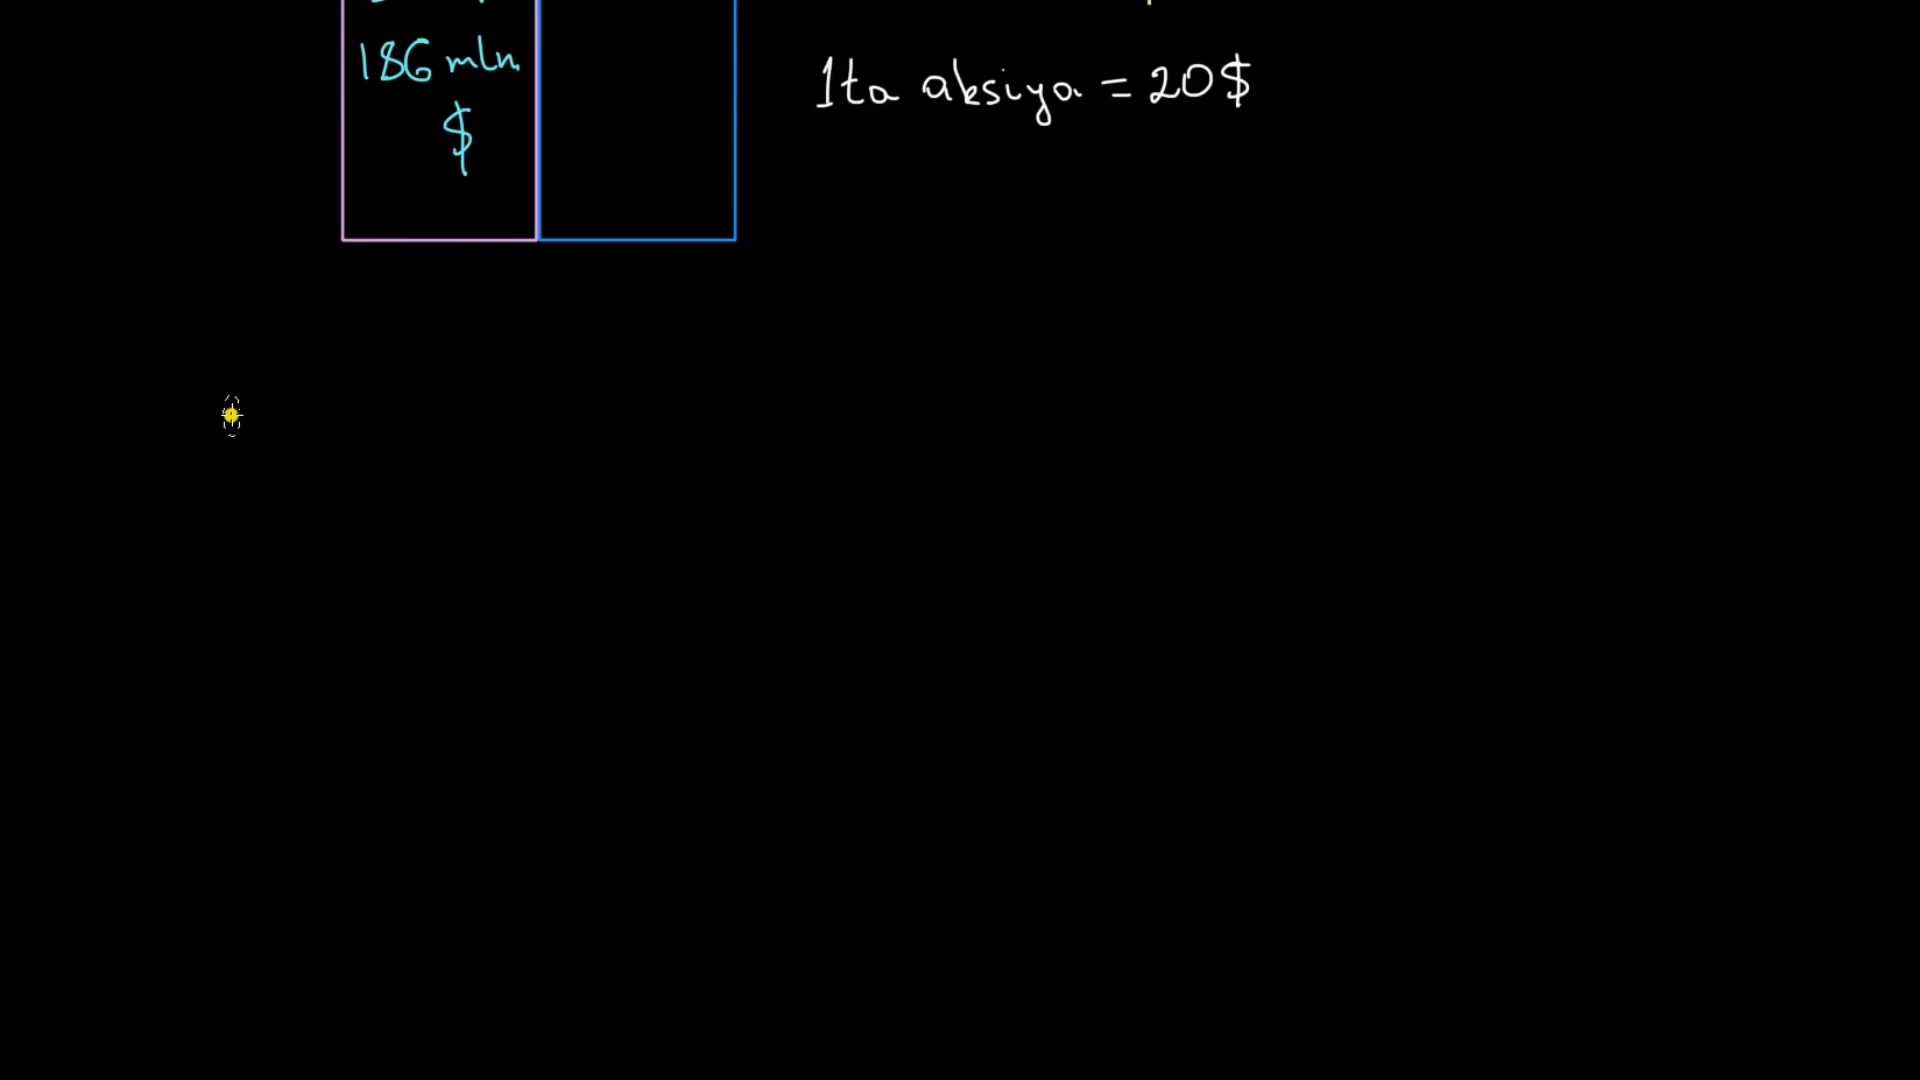 186 mln.
$
1ta aksiya = 20$